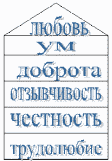 любовь
ум
доброта
отзывчивость
честность
трудолюбие